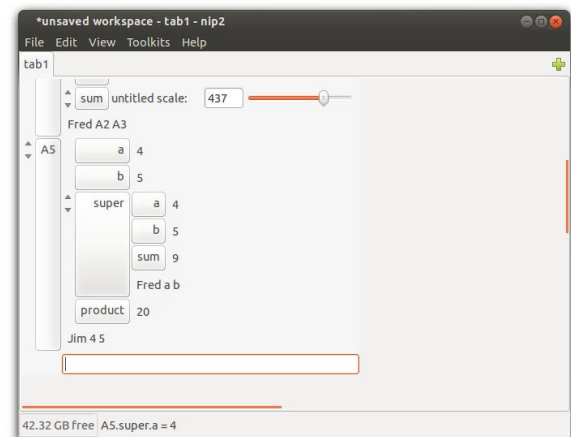 *unsaved workspace - tab1 - nip2
File Edit View Toolkits Help
tab1
sum untitled scale: 437
Fred A2 A3
A5 a 4
b 5
super a 4
b 5
sum 9
Fred a b
product 20
Jim 4 5
42.32 GB free A5.super.a = 4